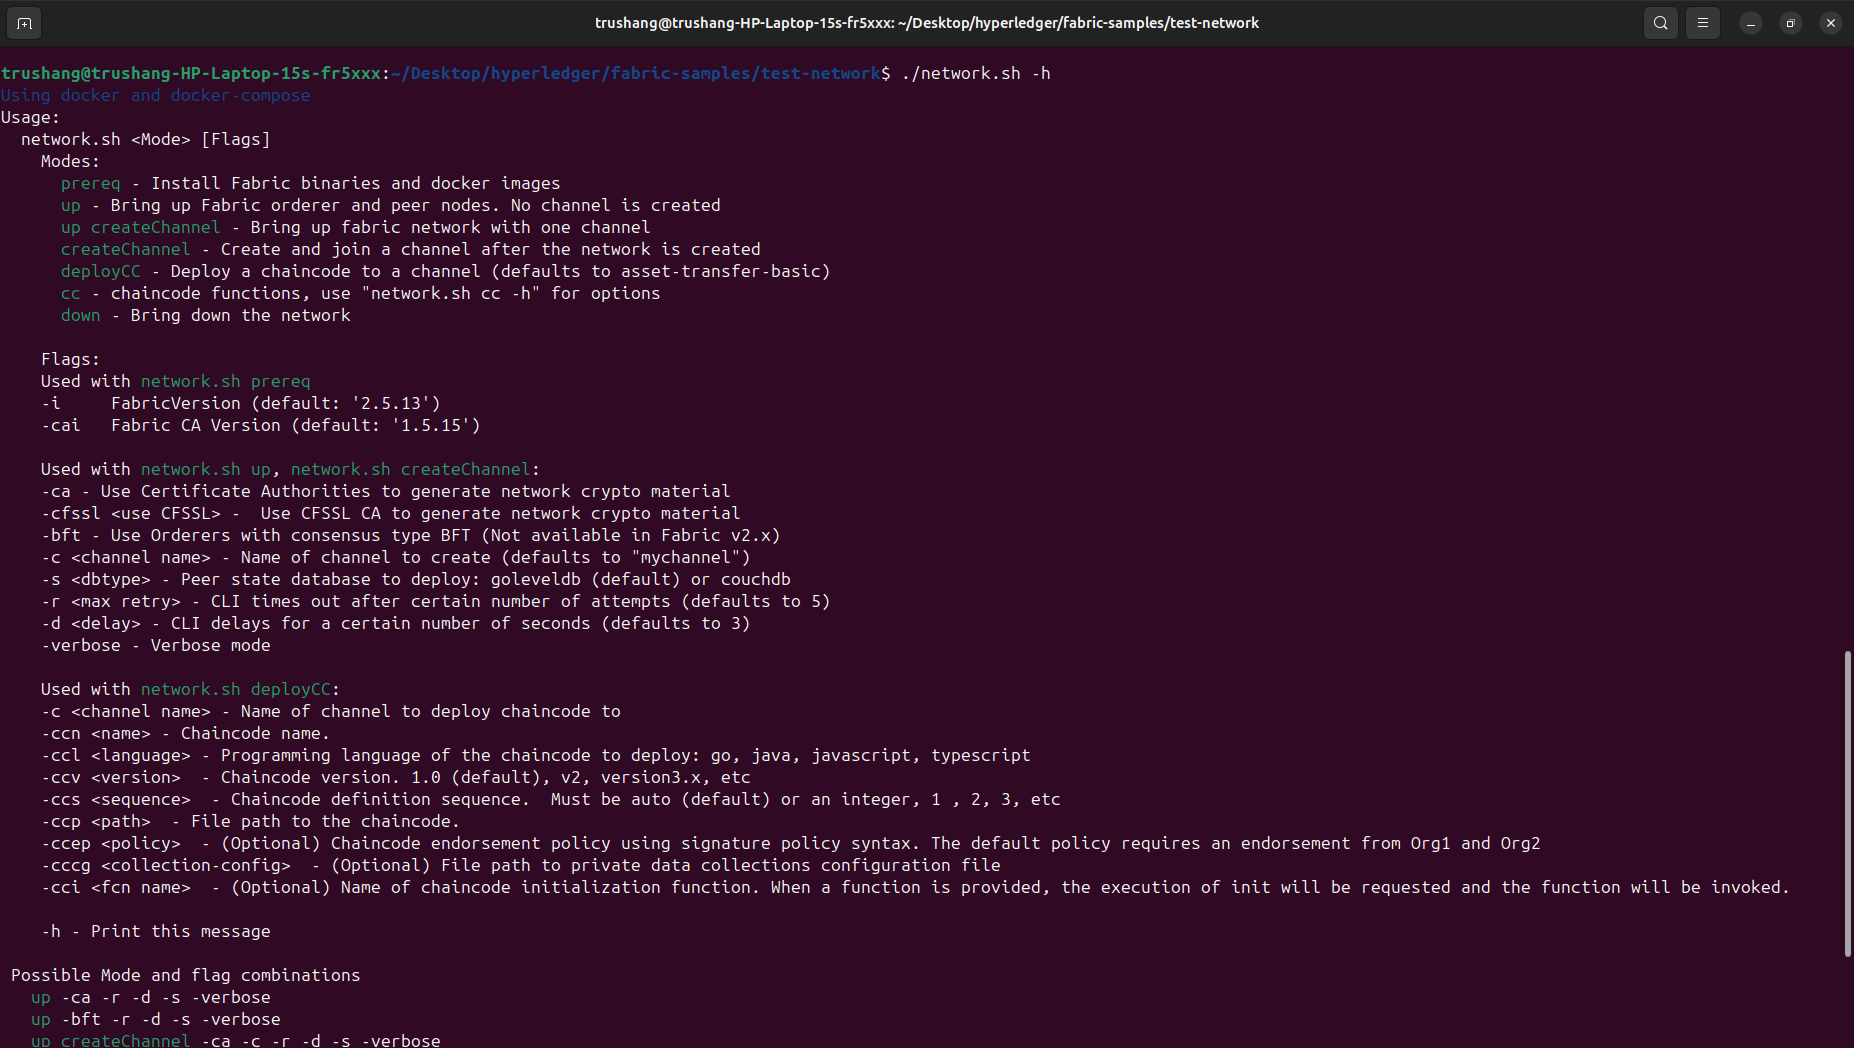 trushang@trushang-HP-Laptop-15s-fr5xxx: ~/Desktop/hyperledger/fabric-samples/test-network
trushang@trushang-HP-Laptop-15s-fr5xxx:~/Desktop/hyperledger/fabric-samples/test-network$ ./network.sh -h
Using docker and docker-compose
Usage:
  network.sh <Mode> [Flags]
    Modes:
      prereq - Install Fabric binaries and docker images
      up - Bring up Fabric orderer and peer nodes. No channel is created
      up createChannel - Bring up fabric network with one channel
      createChannel - Create and join a channel after the network is created
      deployCC - Deploy a chaincode to a channel (defaults to asset-transfer-basic)
      cc - chaincode functions, use "network.sh cc -h" for options
      down - Bring down the network
    Flags:
    Used with network.sh prereq
    -i     FabricVersion (default: '2.5.13')
    -cai   Fabric CA Version (default: '1.5.15')
    Used with network.sh up, network.sh createChannel:
    -ca - Use Certificate Authorities to generate network crypto material
    -cfssl <use CFSSL> -  Use CFSSL CA to generate network crypto material
    -bft - Use Orderers with consensus type BFT (Not available in Fabric v2.x)
    -c <channel name> - Name of channel to create (defaults to "mychannel")
    -s <dbtype> - Peer state database to deploy: goleveldb (default) or couchdb
    -r <max retry> - CLI times out after certain number of attempts (defaults to 5)
    -d <delay> - CLI delays for a certain number of seconds (defaults to 3)
    -verbose - Verbose mode
    Used with network.sh deployCC:
    -c <channel name> - Name of channel to deploy chaincode to
    -ccn <name> - Chaincode name.
    -ccl <language> - Programming language of the chaincode to deploy: go, java, javascript, typescript
    -ccv <version>  - Chaincode version. 1.0 (default), v2, version3.x, etc
    -ccs <sequence>  - Chaincode definition sequence.  Must be auto (default) or an integer, 1 , 2, 3, etc
    -ccp <path>  - File path to the chaincode.
    -ccep <policy>  - (Optional) Chaincode endorsement policy using signature policy syntax. The default policy requires an endorsement from Org1 and Org2
    -cccg <collection-config>  - (Optional) File path to private data collections configuration file
    -cci <fcn name>  - (Optional) Name of chaincode initialization function. When a function is provided, the execution of init will be requested and the function will be invoked.
    -h - Print this message
 Possible Mode and flag combinations
   up -ca -r -d -s -verbose
   up -bft -r -d -s -verbose
   up createChannel -ca -c -r -d -s -verbose